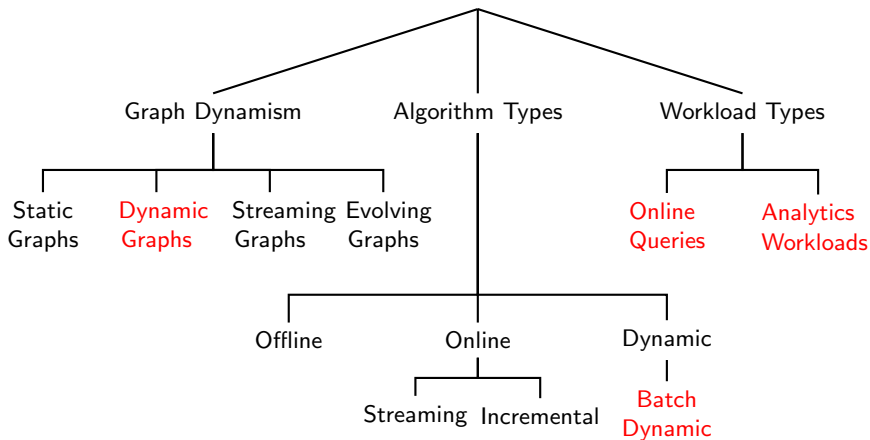 Graph Dynamism
Algorithm Types
Workload Types
Static
Graphs
Dynamic
Graphs
Streaming
Graphs
Evolving
Graphs
Online
Queries
Analytics
Workloads
Offline
Online
Dynamic
Streaming
Incremental
Batch
Dynamic